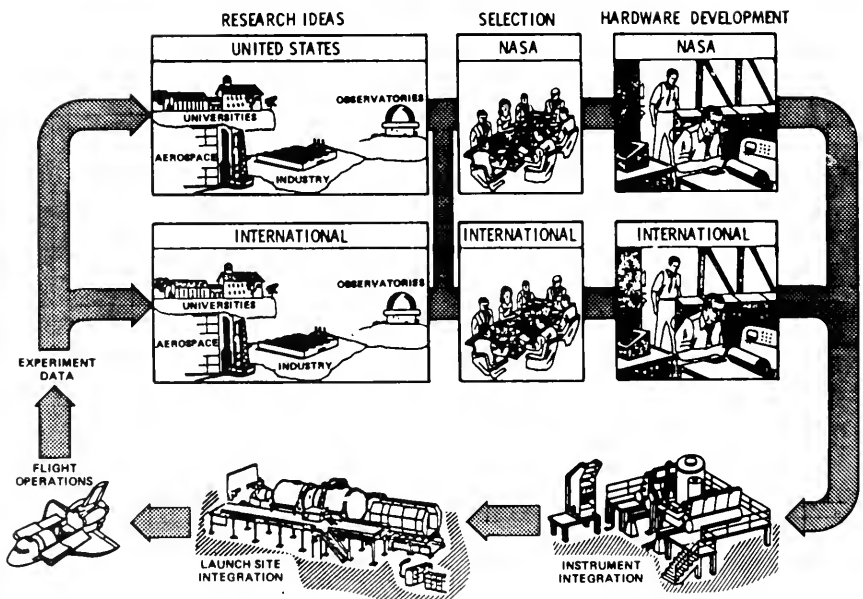 RESEARCH IDEAS
SELECTION
HARDWARE DEVELOPMENT
UNITED STATES
NASA
NASA
OBSERVATORIES
UNIVERSITIES
AEROSPACE
INDUSTRY
INTERNATIONAL
INTERNATIONAL
INTERNATIONAL
OBSERVATORIES
UNIVERSITIES
AEROSPACE
INDUSTRY
EXPERIMENT
DATA
FLIGHT
OPERATIONS
LAUNCH SITE
INTEGRATION
INSTRUMENT
INTEGRATION